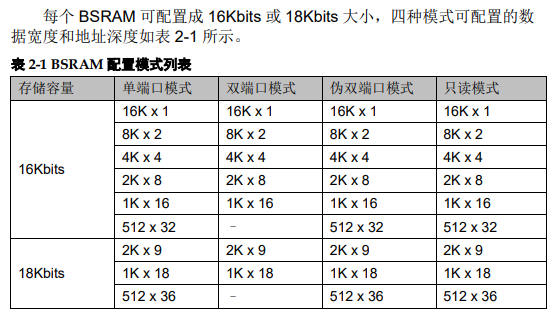 每个 BSRAM 可配置成 16Kbits 或 18Kbits 大小，四种模式可配置的数
据宽度和地址深度如表 2-1 所示。
表 2-1 BSRAM 配置模式列表
存储容量 单端口模式 双端口模式 伪双端口模式 只读模式
16K x 1 16K x 1 16K x 1 16K x 1
8K x 2 8K x 2 8K x 2 8K x 2
4K x 4 4K x 4 4K x 4 4K x 4
16Kbits
2K x 8 2K x 8 2K x 8 2K x 8
1K x 16 1K x 16 1K x 16 1K x 16
512 x 32 – 512 x 32 512 x 32
2K x 9 2K x 9 2K x 9 2K x 9
18Kbits 1K x 18 1K x 18 1K x 18 1K x 18
512 x 36 – 512 x 36 512 x 36